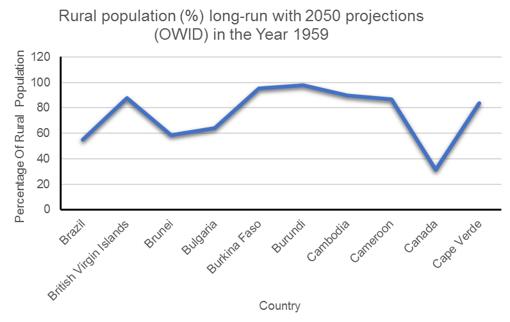 Rural population (%) long-run with 2050 projections
(OWID) in the Year 1959
Percentage Of Rural Population
120
100
80
60
40
20
0
Brazil
British Virgin Islands
Brunei
Bulgaria
Burkina Faso
Burundi
Cambodia
Cameroon
Canada
Cape Verde
Country